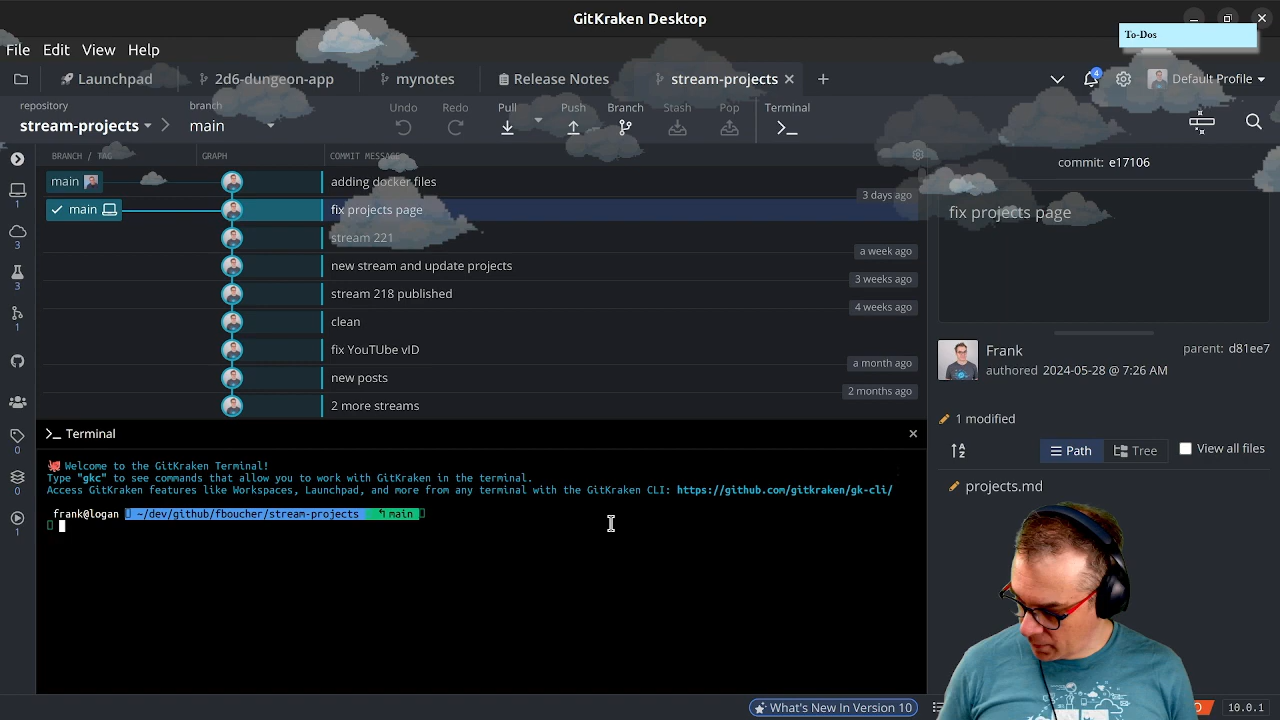 GitKraken Desktop
To-Dos
File Edit View Help
Launchpad 2d6-dungeon-app mynotes Release Notes stream-projects 4 Default Profile
repository branch Undo Redo Pull Push Branch Stash Pop Terminal
stream-projects main
BRANCH / TAG GRAPH COMMIT MESSAGE
commit: e17106
main adding docker files
3 days ago
main fix projects page
fix projects page
stream 221
a week ago
new stream and update projects
3 weeks ago
stream 218 published
4 weeks ago
clean
fix YouTUbe vID
a month ago
new posts
2 months ago
2 more streams
1
3
3
1
0
0
1
Frank
authored 2024-05-28 @ 7:26 AM
parent: d81ee7
1 modified
Path Tree View all files
projects.md
>_ Terminal
Welcome to the GitKraken Terminal!
Type "gkc" to see commands that allow you to work with GitKraken in the terminal.
Access GitKraken features like Workspaces, Launchpad, and more from any terminal with the GitKraken CLI: https://github.com/gitkraken/gk-cli/
frank@logan ~/dev/github/fboucher/stream-projects main
What's New In Version 10
10.0.1